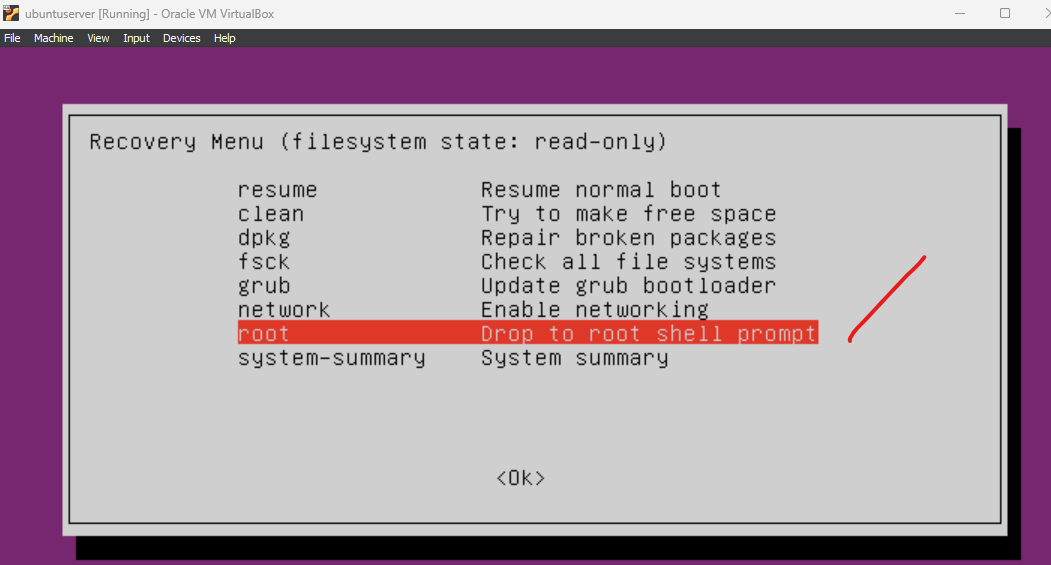 ubuntuserver [Running] - Oracle VM VirtualBox
File Machine View Input Devices Help
Recovery Menu (filesystem state: read-only)
resume Resume normal boot
clean Try to make free space
dpkg Repair broken packages
fsck Check all file systems
grub Update grub bootloader
network Enable networking
root Drop to root shell prompt
system-summary System summary
<Ok>